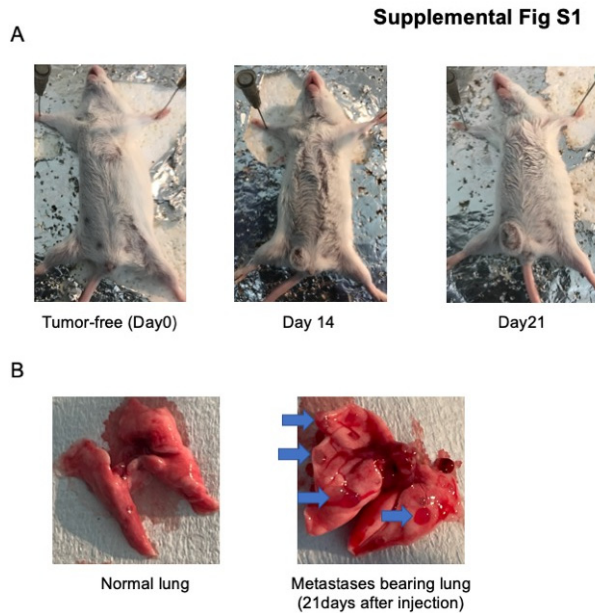 Supplemental Fig S1
A
Tumor-free (Day0)
Day 14
Day21
B
Normal lung
Metastases bearing lung
(21days after injection)